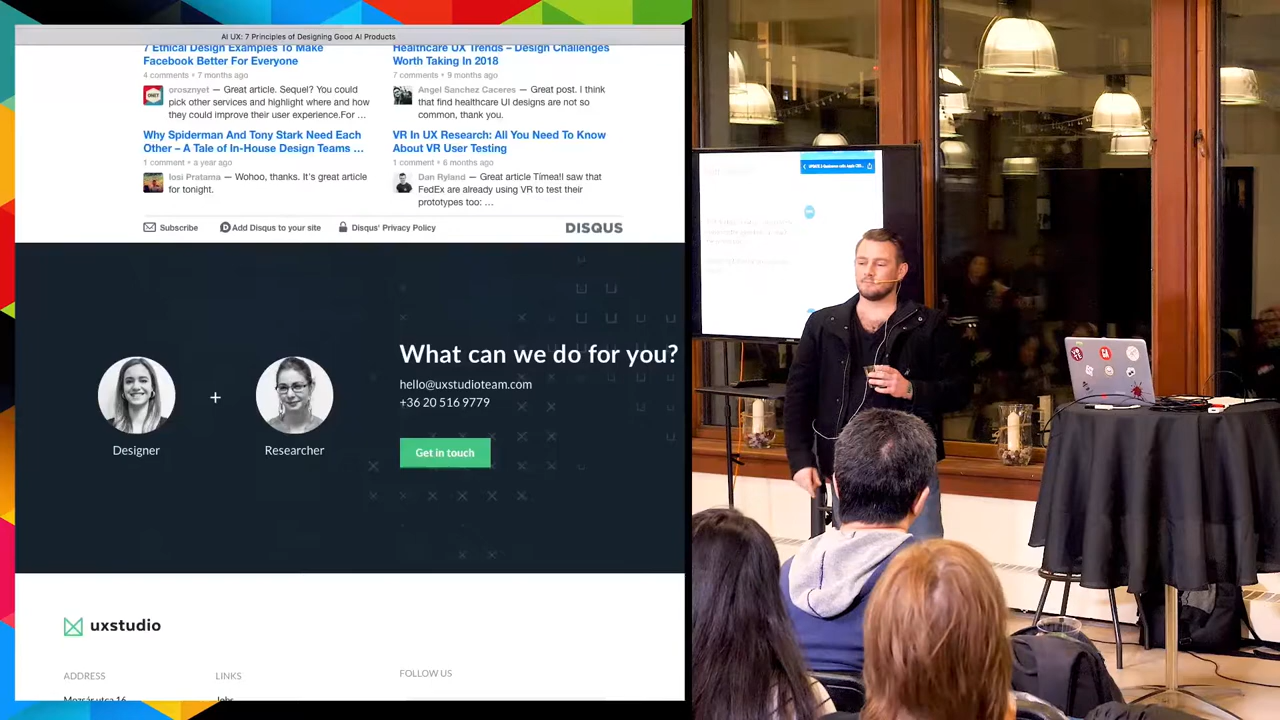 AI UX: 7 Principles of Designing Good AI Products
7 Ethical Design Examples To Make
Facebook Better For Everyone
4 comments • 7 months ago
prosznyet — Great article. Sequel? You could
pick other services and highlight where and how
they could improve their user experience.For ...
Healthcare UX Trends – Design Challenges
Worth Taking In 2018
7 comments • 9 months ago
Angel Sanchez Caceres — Great post. I think
that find healthcare UI designs are not so
common, thank you.
Why Spiderman And Tony Stark Need Each
Other – A Tale of In-House Design Teams ...
1 comment • a year ago
Iosi Pratarna — Wohoo, thanks. It's great article
for tonight.
VR In UX Research: All You Need To Know
About VR User Testing
1 comment • 6 months ago
Dan Ryland — Great article Tímea!I saw that
FedEx are already using VR to test their
prototypes too: ...
Subscribe
Add Disqus to your site
Disqus' Privacy Policy
DISQUS
What can we do for you?
hello@uxstudioteam.com
+36 20 516 9779
Get in touch
+
Designer
Researcher
uxstudio
ADDRESS
LINKS
FOLLOW US
Mozsár utca 16
Jobs